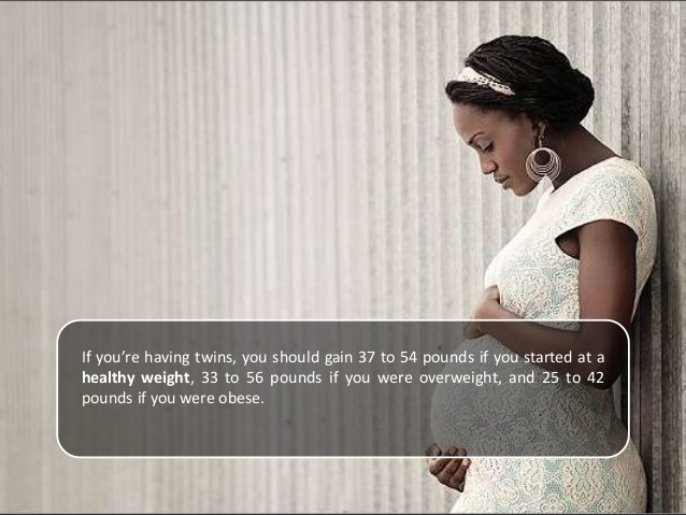 If you’re having twins, you should gain 37 to 54 pounds if you started at a
healthy weight, 33 to 56 pounds if you were overweight, and 25 to 42
pounds if you were obese.